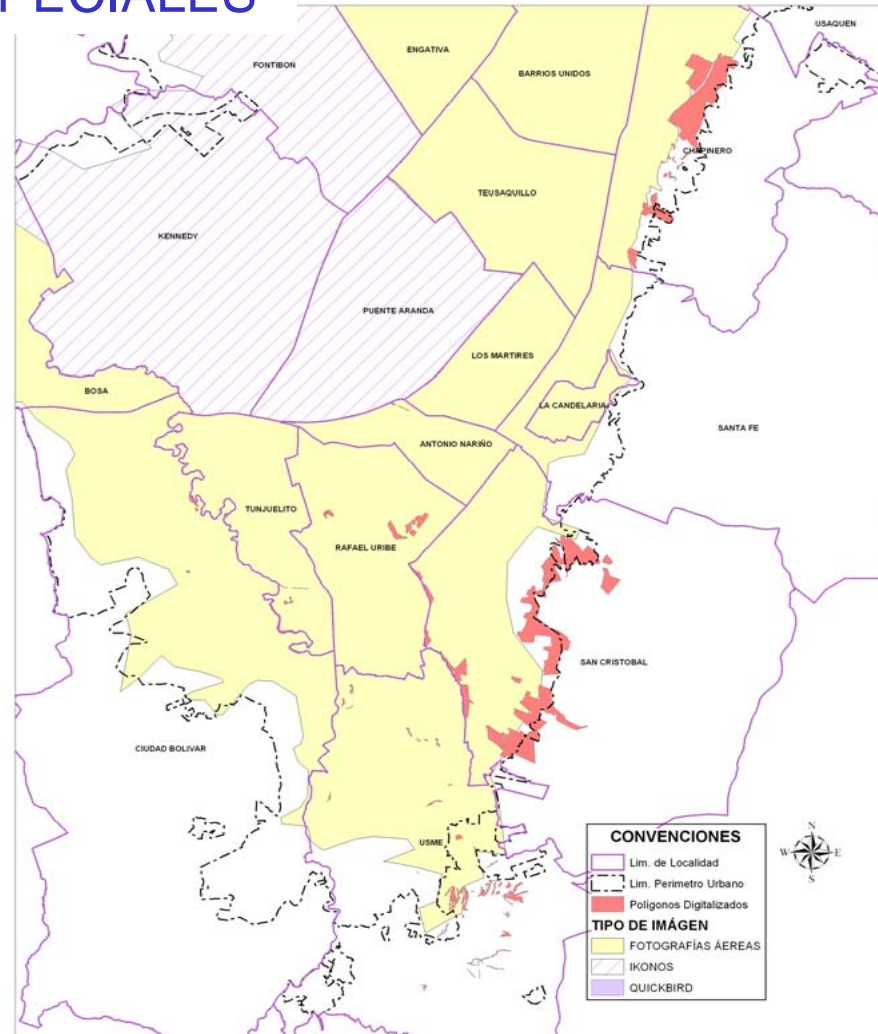 PECIALES
USAQUEN
ENGATIVA
FONTIBON
BARRIOS UNIDOS
CHAPINERO
TEUSAQUILLO
KENNEDY
PUENTE ARANDA
LOS MARTIRES
BOSA
LA CANDELARIA
SANTA FE
ANTONIO NARIÑO
TUNJUELITO
RAFAEL URIBE
SAN CRISTOBAL
CIUDAD BOLIVAR
USME
CONVENCIONES
Lim. de Localidad
Lim. Perimetro Urbano
Polígonos Digitalizados
TIPO DE IMÁGEN
FOTOGRAFÍAS ÁEREAS
IKONOS
QUICKBIRD
N
W E
S